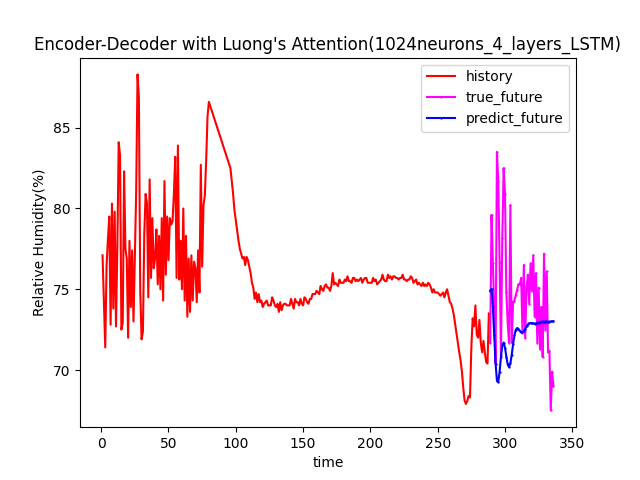 Encoder-Decoder with Luong's Attention(1024neurons_4_layers_LSTM)
history
true_future
predict_future
Relative Humidity(%)
85
80
75
70
0 50 100 150 200 250 300 350
time